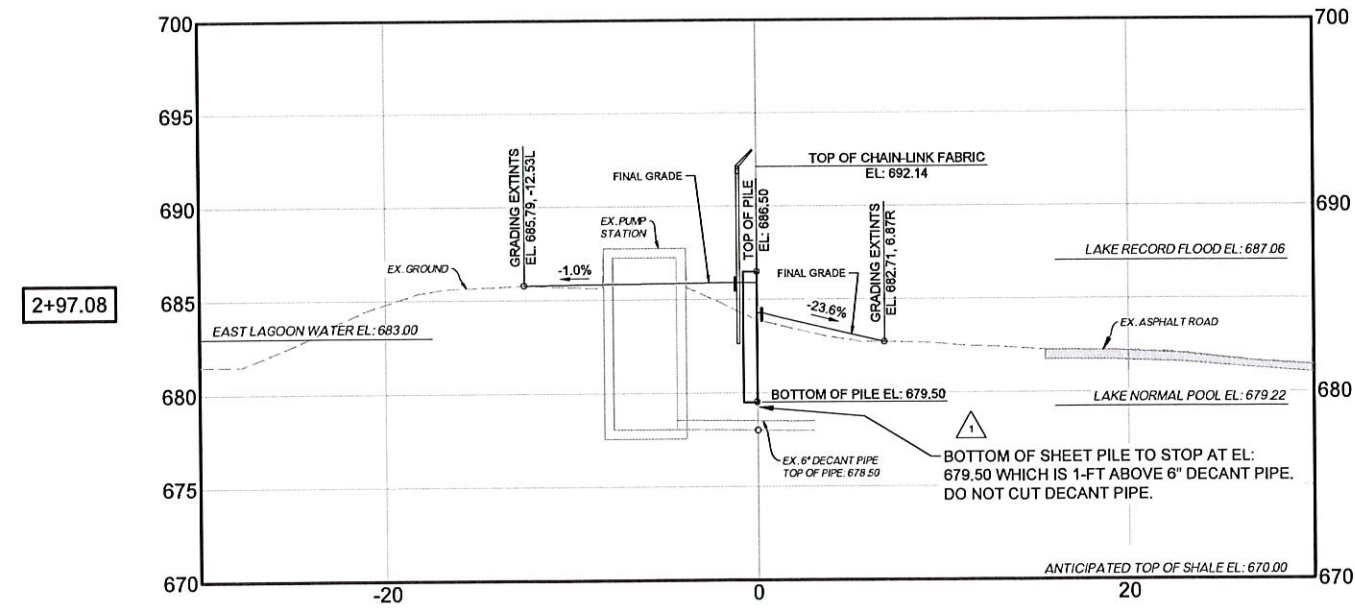 700
700
695
GRADING EXTINTS
EL: 685.79, -12.53L
FINAL GRADE
TOP OF CHAIN-LINK FABRIC
EL: 692.14
TOP OF PILE
EL: 686.50
690
690
EX. PUMP
STATION
GRADING EXTINTS
EL: 682.71, 6.87R
LAKE RECORD FLOOD EL: 687.06
EX. GROUND
-1.0%
FINAL GRADE
2+97.08
685
685
-23.6%
EX. ASPHALT ROAD
EAST LAGOON WATER EL: 683.00
680
BOTTOM OF PILE EL: 679.50
LAKE NORMAL POOL EL: 679.22
680
1
EX. 6" DECANT PIPE
TOP OF PIPE: 678.50
BOTTOM OF SHEET PILE TO STOP AT EL:
679.50 WHICH IS 1-FT ABOVE 6" DECANT PIPE.
DO NOT CUT DECANT PIPE.
675
675
ANTICIPATED TOP OF SHALE EL: 670.00
670
670
-20
0
20